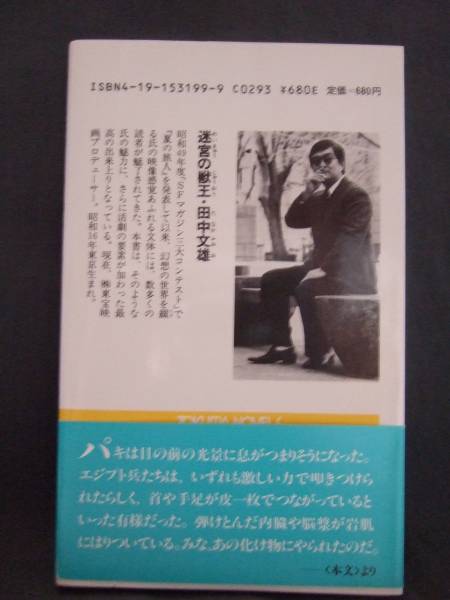 ISBN4-19-153199-9 C0293 ¥680E 定価=680円
迷宮の獣王・田中文雄
昭和49年度、「SFマガジン三大コンテスト」で
『夏の旅人』を発表して以来、幻想の世界を綴
る氏の映像感覚あふれる文体には、数多くの
読者が魅了されてきた。本書は、そのような
氏の魅力に、さらに活劇の要素が加わった最
高の出来上りとなっている。現在、㈱東宝映
画プロデューサー。昭和16年東京生まれ。
TOKUMA NOVELS
パキは目の前の光景に息がつまりそうになった。
エジプト兵たちは、いずれも激しい力で叩きつけ
られたらしく、首や手足が皮一枚でつながっていると
いった有様だった。弾けとんだ内臓や脳漿が岩肌
にはりついている。みな、あの化け物にやられたのだ。
——〈本文〉より